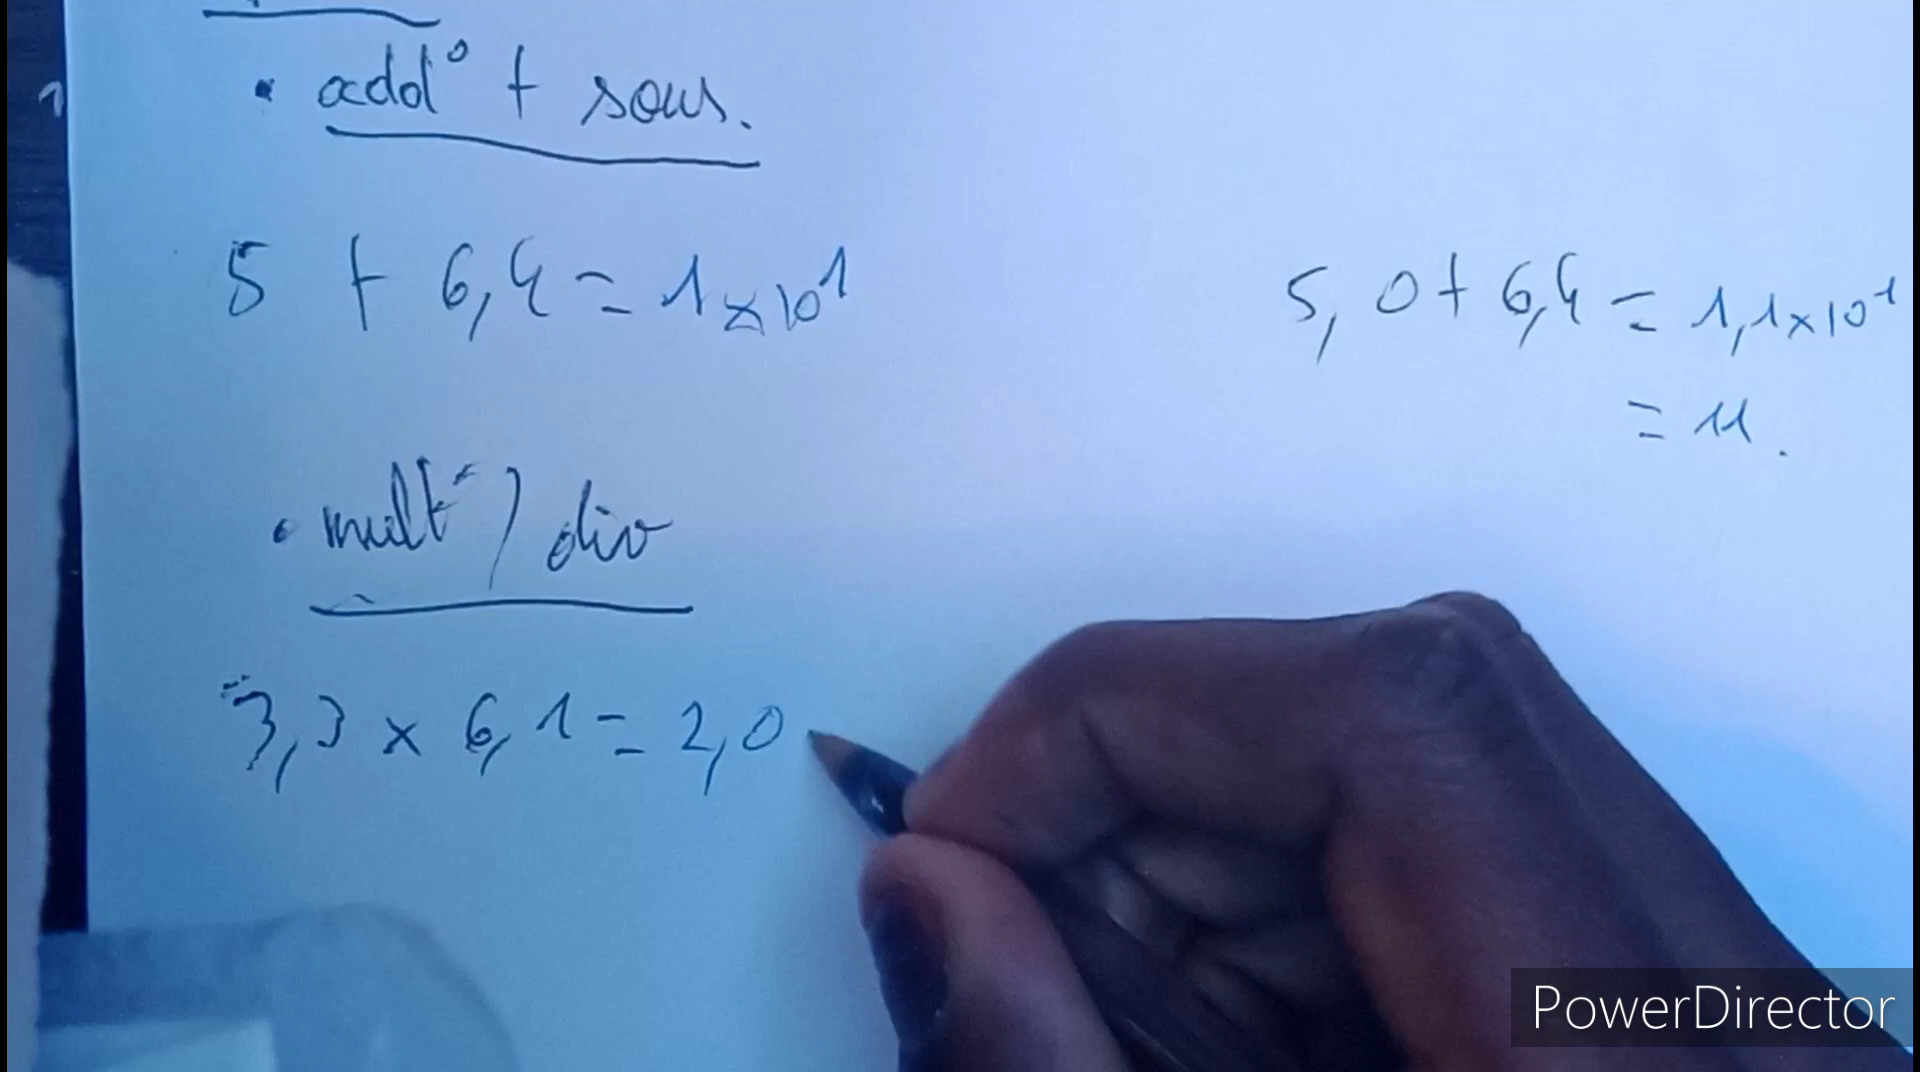 • add° + sous.
5 + 6,4 = 1 x 10¹
5,0 + 6,4 = 1,1 x 10¹
= 11.
• mult° / div
3,3 x 6,1 = 2,0
PowerDirector